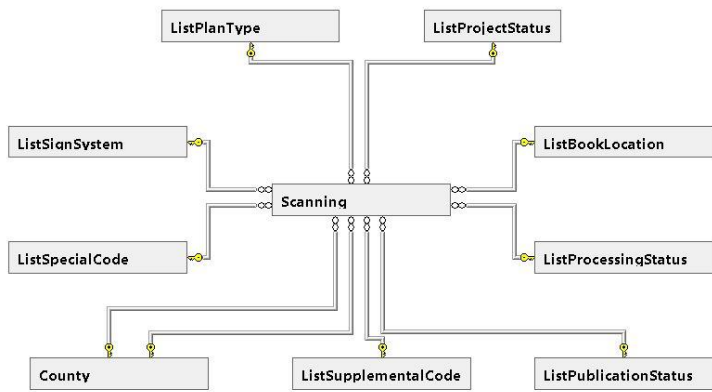 ListPlanType
ListProjectStatus
ListSignSystem
ListBookLocation
Scanning
ListSpecialCode
ListProcessingStatus
County
ListSupplementalCode
ListPublicationStatus